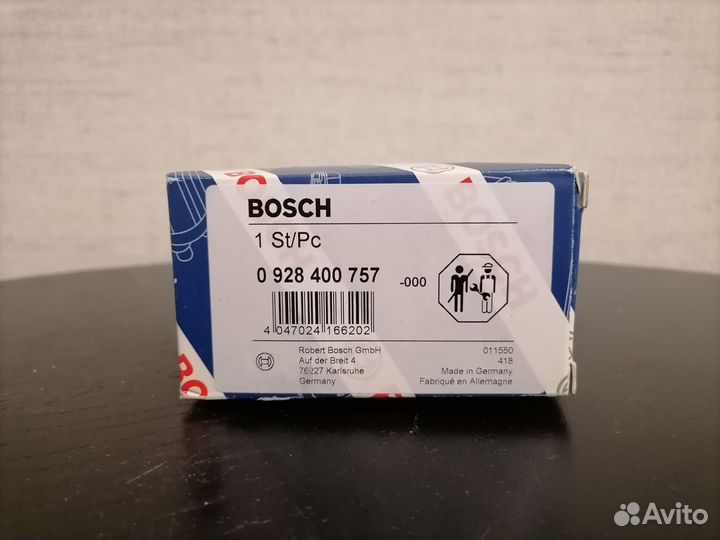 BOSCH
1 St/Pc
0 928 400 757 -000
4 047024 166202
Robert Bosch GmbH
Auf der Breit 4
76227 Karlsruhe
Germany
011550
418
Made in Germany
Fabriqué en Allemagne
BOSCH
Avito